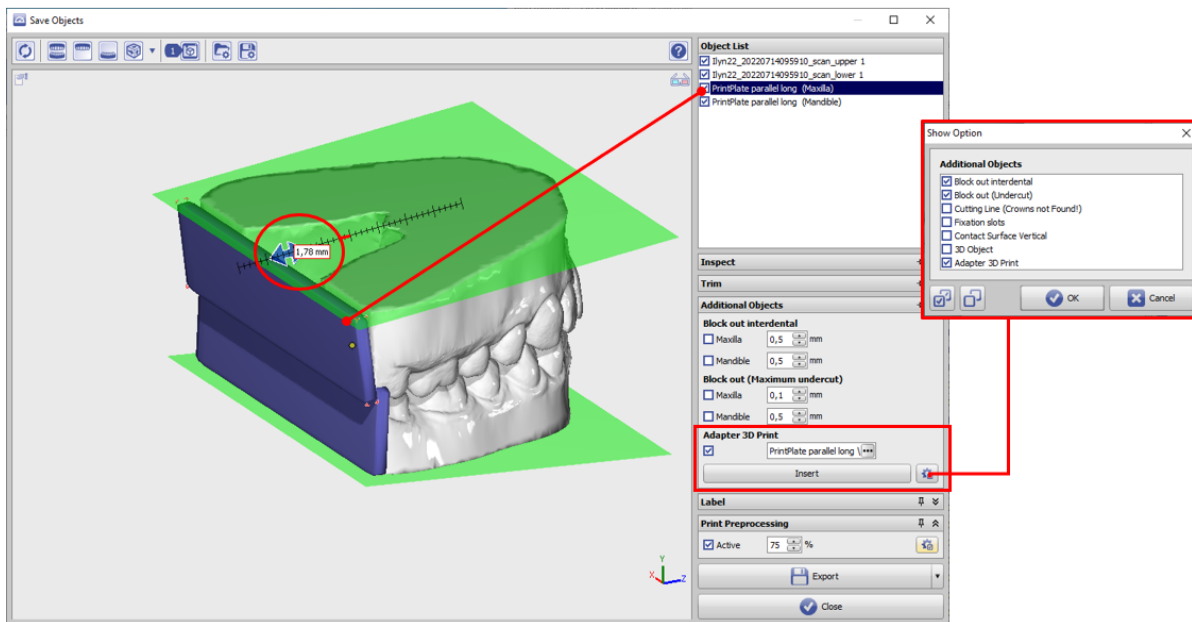 Save Objects
1
Object List
Ilyn22_20220714095910_scan_upper 1
Ilyn22_20220714095910_scan_lower 1
PrintPlate parallel long (Maxilla)
PrintPlate parallel long (Mandible)
1,78 mm
Show Option
Additional Objects
Block out interdental
Block out (Undercut)
Cutting Line (Crowns not Found!)
Fixation slots
Contact Surface Vertical
3D Object
Adapter 3D Print
OK
Cancel
Inspect
Trim
Additional Objects
Block out interdental
Maxilla 0,5 mm
Mandible 0,5 mm
Block out (Maximum undercut)
Maxilla 0,1 mm
Mandible 0,5 mm
Adapter 3D Print
PrintPlate parallel long \ •••
Insert
Label
Print Preprocessing
Active 75 %
Export
Close
Y
X
Z